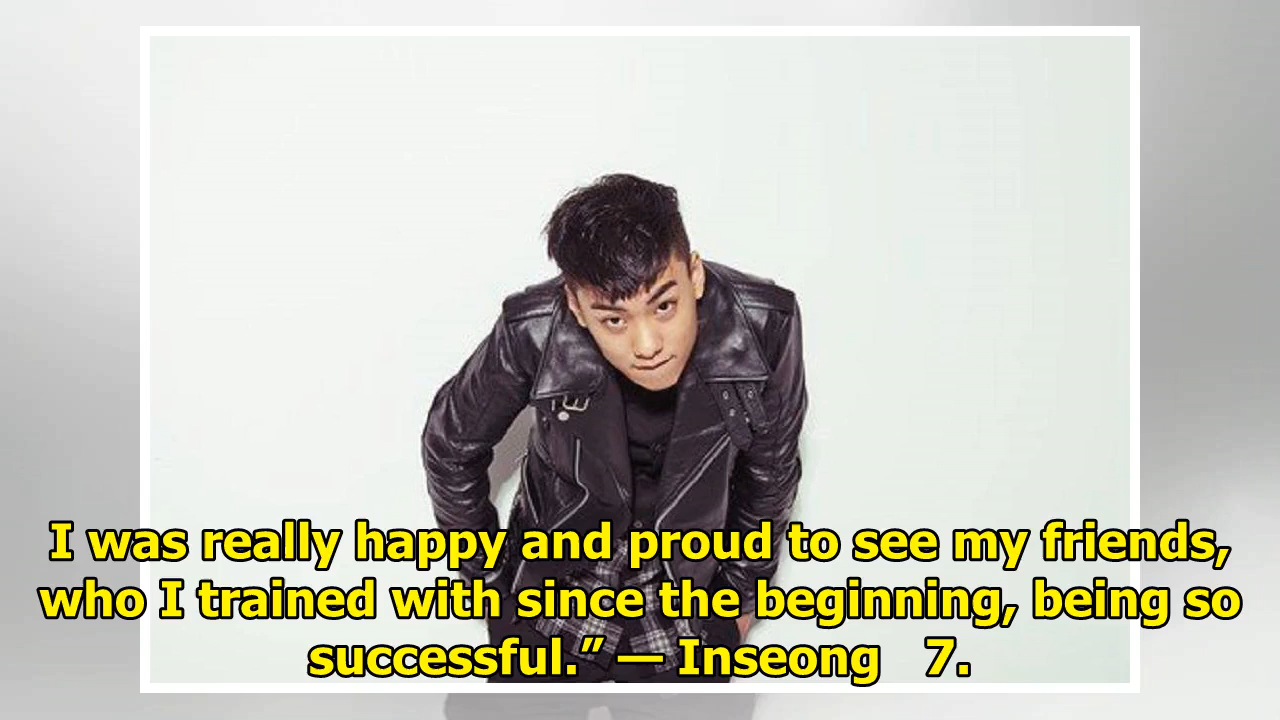 I was really happy and proud to see my friends,
who I trained with since the beginning, being so
successful.” — Inseong 7.